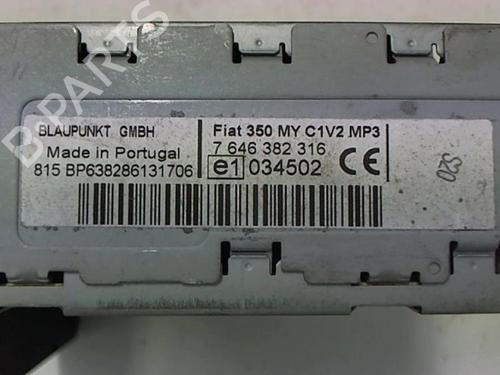 BLAUPUNKT GMBH
Fiat 350 MY C1V2 MP3
Made in Portugal
7 646 382 316
815 BP638286131706
e1 034502 CE
B-PARTS